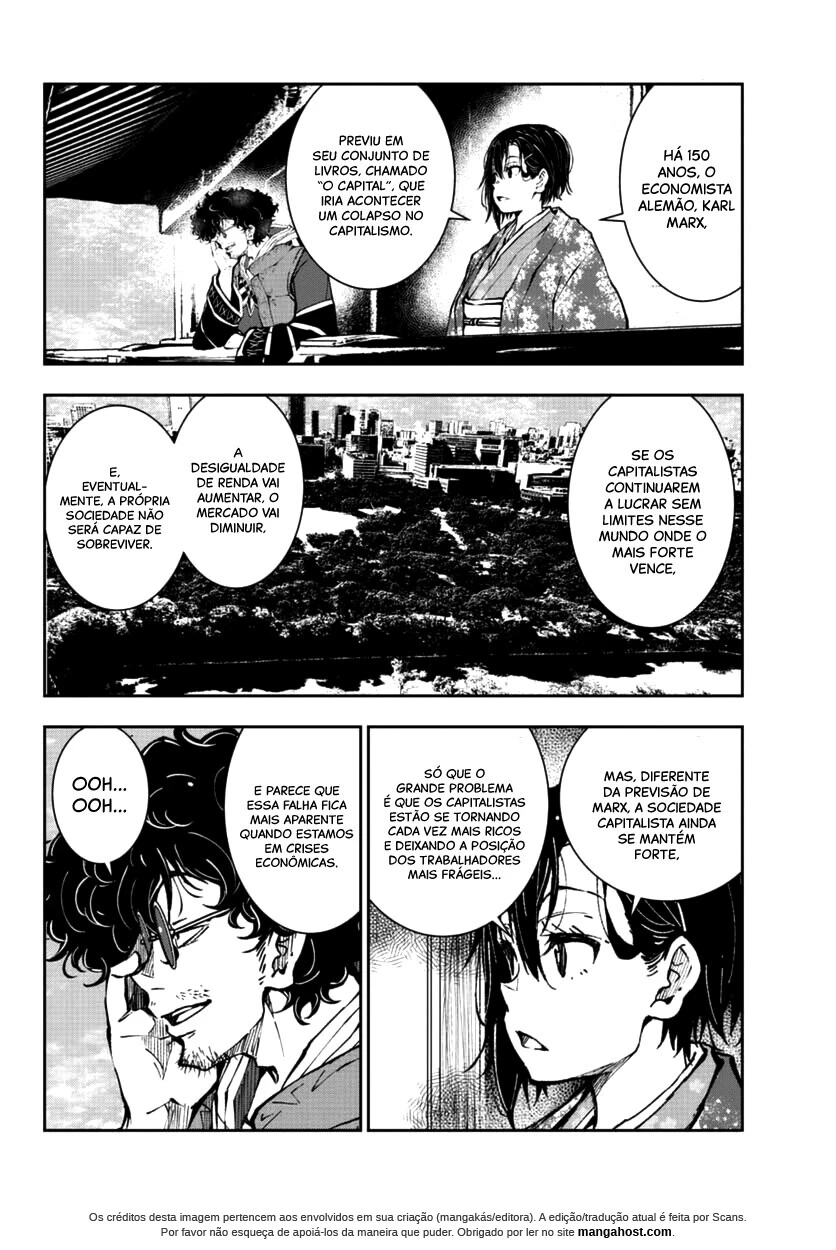 HÁ 150
ANOS, O
ECONOMISTA
ALEMÃO, KARL
MARX,
PREVIU EM
SEU CONJUNTO DE
LIVROS, CHAMADO
“O CAPITAL”, QUE
IRIA ACONTECER
UM COLAPSO NO
CAPITALISMO.
SE OS
CAPITALISTAS
CONTINUAREM
A LUCRAR SEM
LIMITES NESSE
MUNDO ONDE O
MAIS FORTE
VENCE,
A
DESIGUALDADE
DE RENDA VAI
AUMENTAR, O
MERCADO VAI
DIMINUIR,
E,
EVENTUAL-
MENTE, A PRÓPRIA
SOCIEDADE NÃO
SERÁ CAPAZ DE
SOBREVIVER.
MAS, DIFERENTE
DA PREVISÃO DE
MARX, A SOCIEDADE
CAPITALISTA AINDA
SE MANTÉM
FORTE,
SÓ QUE O
GRANDE PROBLEMA
É QUE OS CAPITALISTAS
ESTÃO SE TORNANDO
CADA VEZ MAIS RICOS
E DEIXANDO A POSIÇÃO
DOS TRABALHADORES
MAIS FRÁGEIS...
E PARECE QUE
ESSA FALHA FICA
MAIS APARENTE
QUANDO ESTAMOS
EM CRISES
ECONÔMICAS.
OOH...
OOH...
Os créditos desta imagem pertencem aos envolvidos em sua criação (mangakás/editora). A edição/tradução atual é feita por Scans.
Por favor não esqueça de apoiá-los da maneira que puder. Obrigado por ler no site mangahost.com.